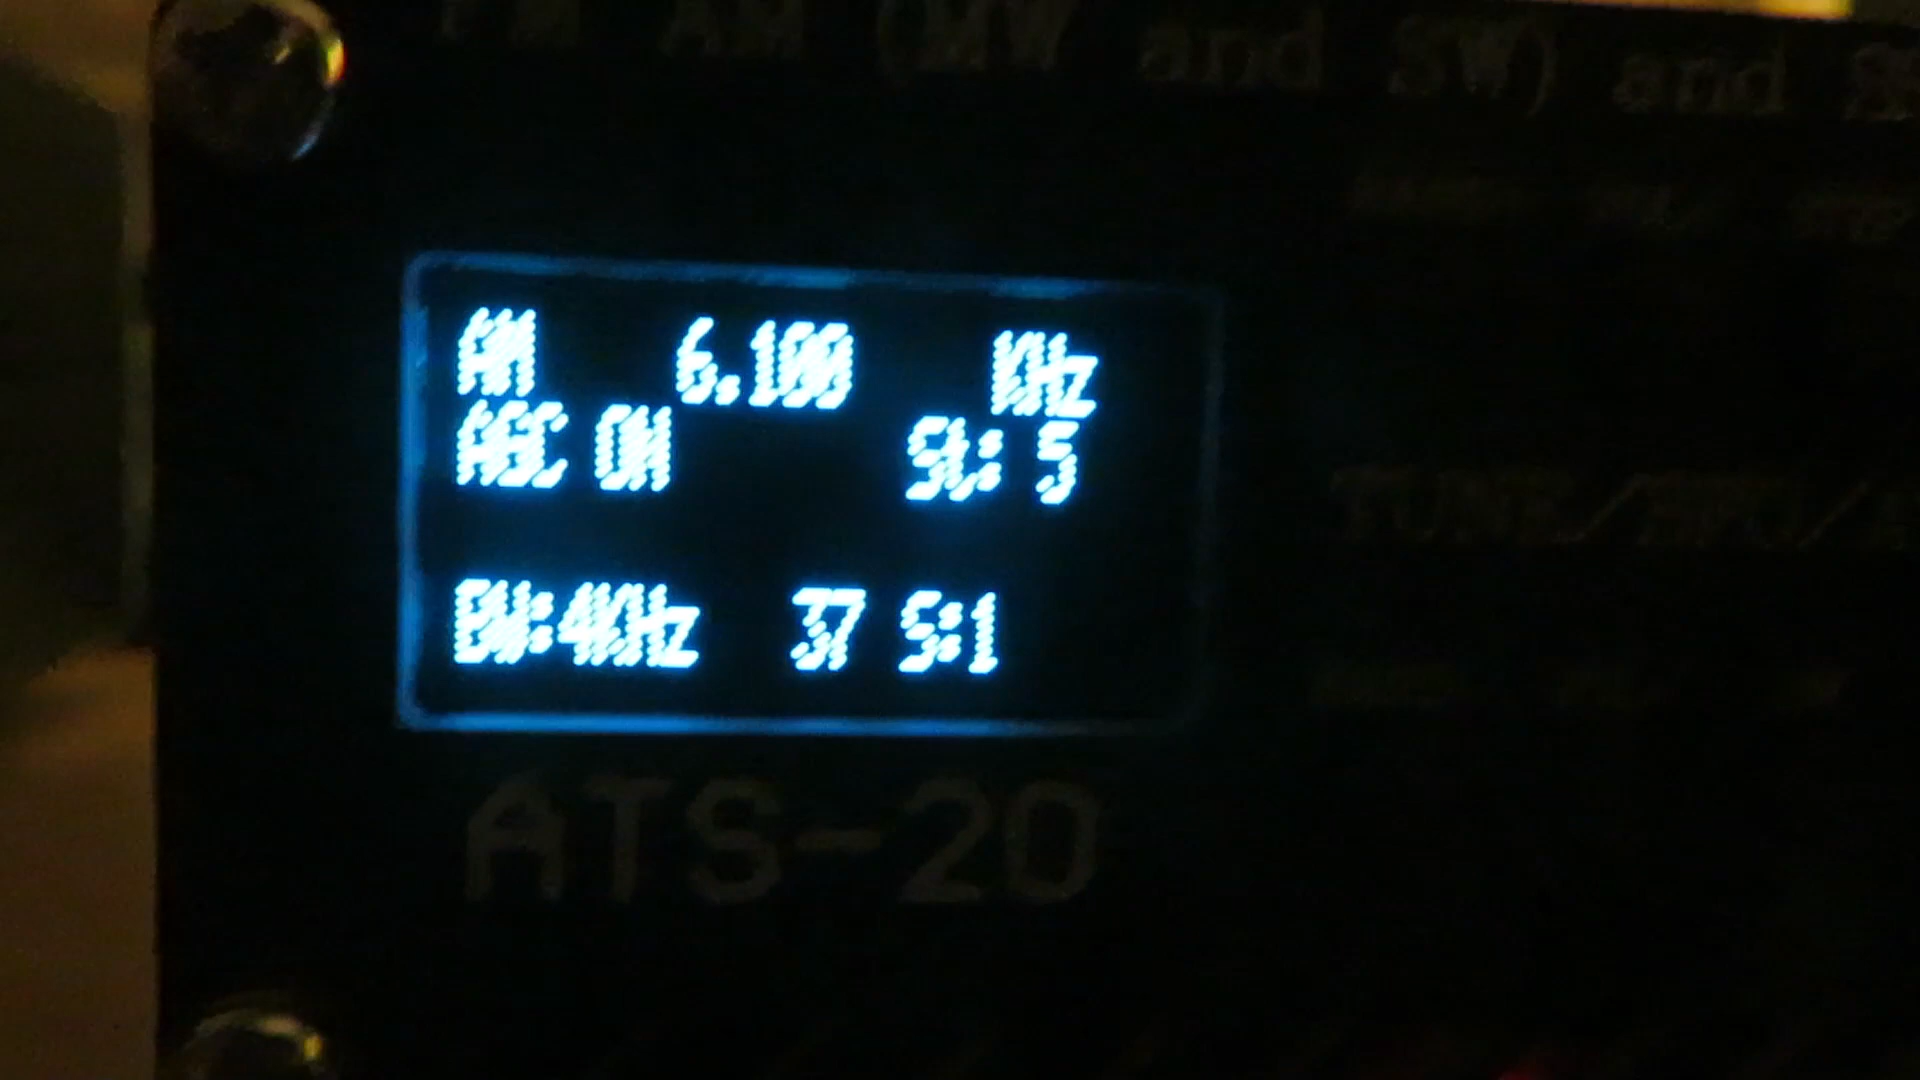 FM AM (MW and SW) and
AM 6.100 KHz
AGC ON St: 5
BW:4KHz 37 S:1
ATS-20